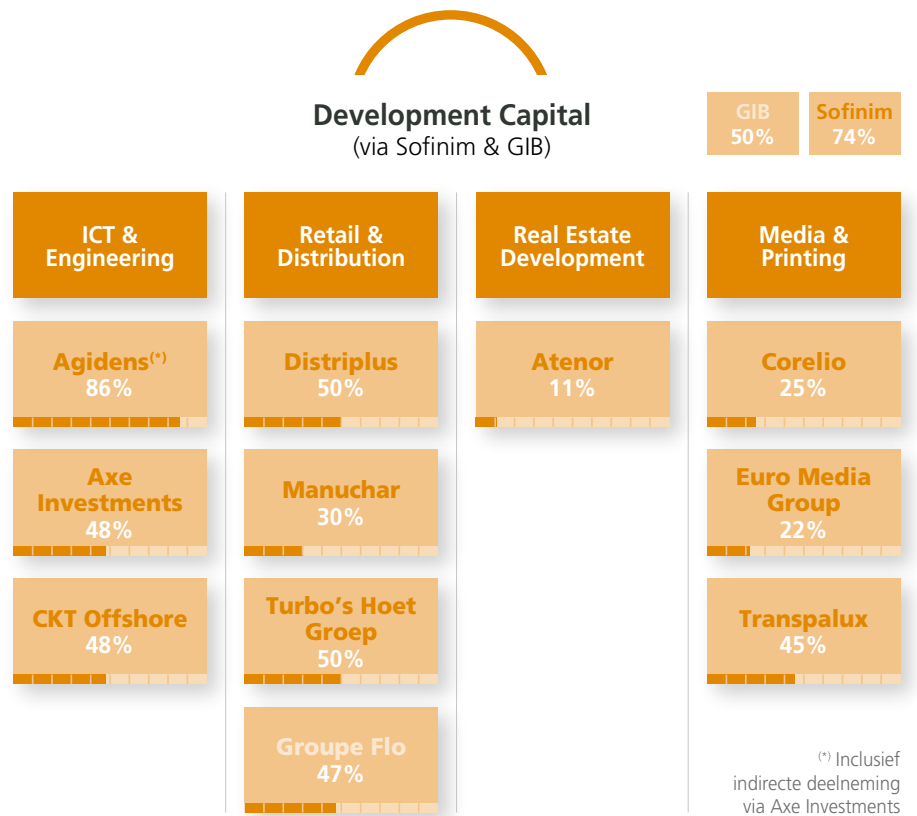 Development Capital
(via Sofinim & GIB)
GIB
50%
Sofinim
74%
ICT &
Engineering
Agidens(*)
86%
Axe
Investments
48%
CKT Offshore
48%
Retail &
Distribution
Distriplus
50%
Manuchar
30%
Turbo's Hoet
Groep
50%
Groupe Flo
47%
Real Estate
Development
Atenor
11%
Media &
Printing
Corelio
25%
Euro Media
Group
22%
Transpalux
45%
(*) Inclusief
indirecte deelneming
via Axe Investments